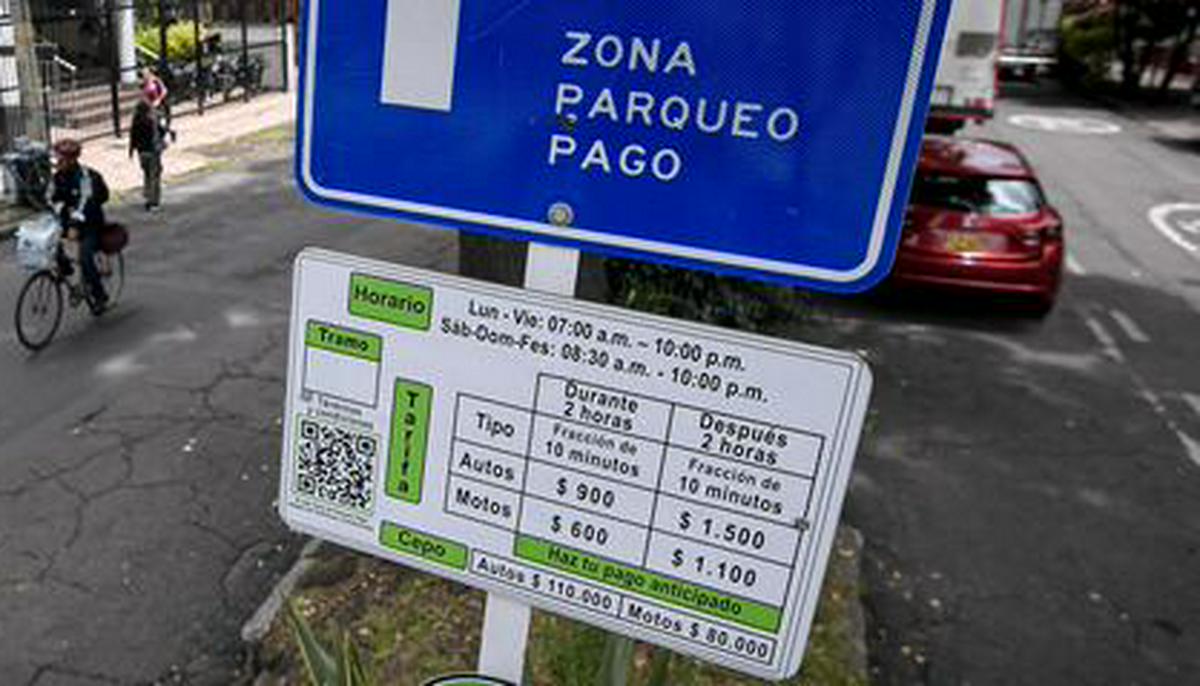 ZONA
PARQUEO
PAGO
Horario
Lun - Vie: 07:00 a.m. – 10:00 p.m.
Sáb-Dom-Fes: 08:30 a.m. - 10:00 p.m.
Tramo
Tarifa
Tipo
Durante
2 horas
Después
2 horas
Fracción de
10 minutos
Fracción de
10 minutos
Autos $ 900 $ 1.500
Motos $ 600 $ 1.100
Haz tu pago anticipado
Cepo
Autos $ 110.000 | Motos $ 80.000